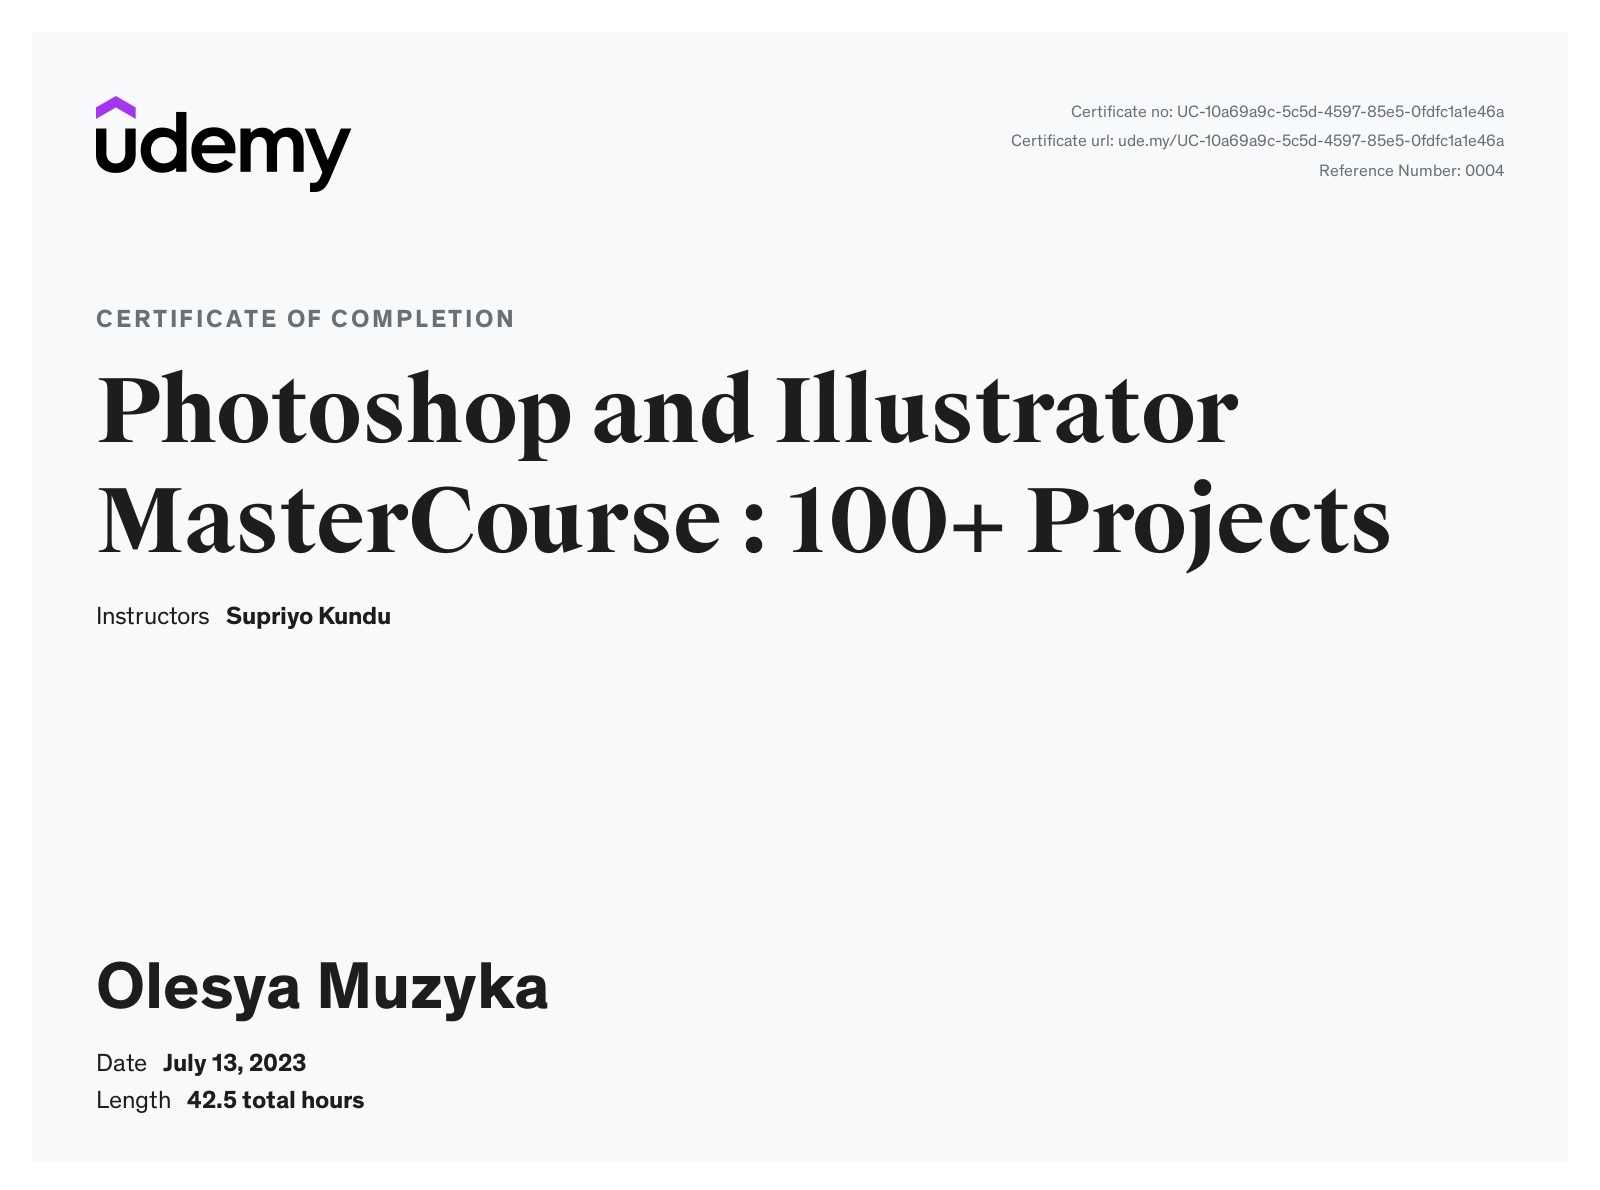 udemy
Certificate no: UC-10a69a9c-5c5d-4597-85e5-0fdfc1a1e46a
Certificate url: ude.my/UC-10a69a9c-5c5d-4597-85e5-0fdfc1a1e46a
Reference Number: 0004
CERTIFICATE OF COMPLETION
Photoshop and Illustrator
MasterCourse : 100+ Projects
Instructors Supriyo Kundu
Olesya Muzyka
Date July 13, 2023
Length 42.5 total hours